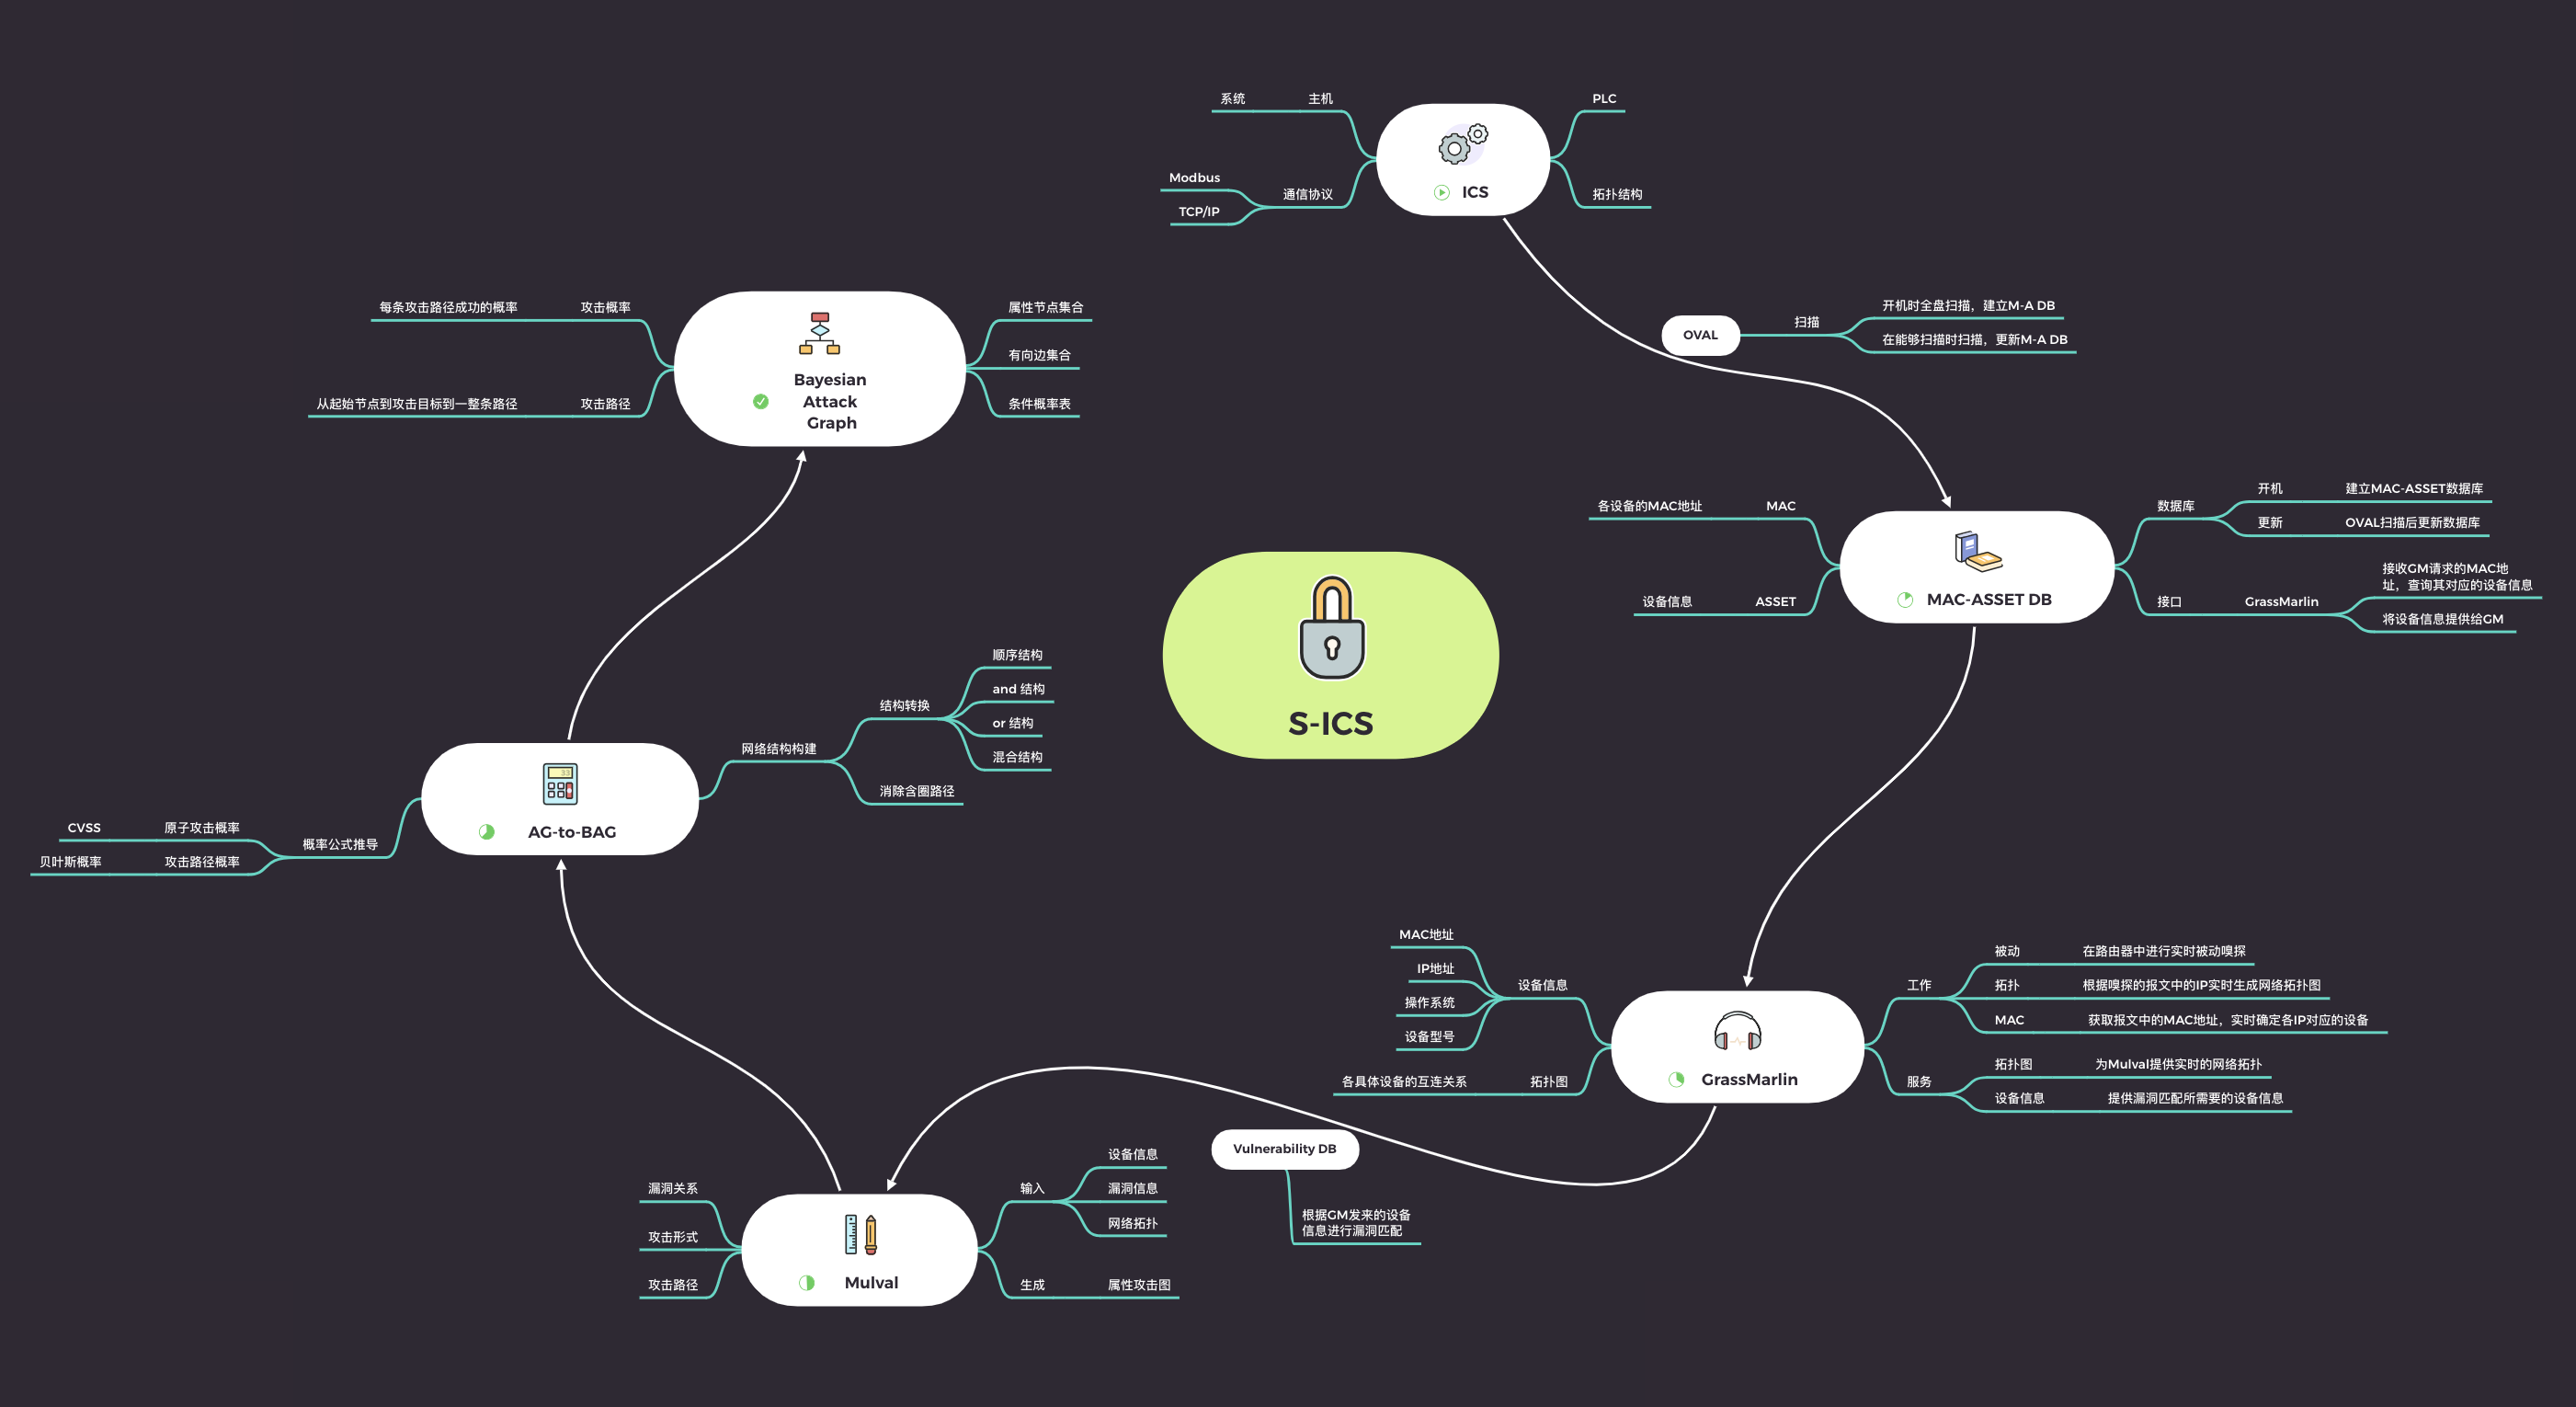 系统
主机
Modbus
TCP/IP
通信协议
ICS
PLC
拓扑结构
OVAL
扫描
开机时全盘扫描，建立M-A DB
在能够扫描时扫描，更新M-A DB
每条攻击路径成功的概率
攻击概率
从起始节点到攻击目标到一整条路径
攻击路径
Bayesian
Attack
Graph
属性节点集合
有向边集合
条件概率表
各设备的MAC地址
MAC
设备信息
ASSET
MAC-ASSET DB
数据库
开机
建立MAC-ASSET数据库
更新
OVAL扫描后更新数据库
接口
GrassMarlin
接收GM请求的MAC地
址，查询其对应的设备信息
将设备信息提供给GM
S-ICS
CVSS
原子攻击概率
贝叶斯概率
攻击路径概率
概率公式推导
AG-to-BAG
网络结构构建
结构转换
顺序结构
and 结构
or 结构
混合结构
消除含圈路径
MAC地址
IP地址
操作系统
设备型号
设备信息
各具体设备的互连关系
拓扑图
GrassMarlin
工作
被动
在路由器中进行实时被动嗅探
拓扑
根据嗅探的报文中的IP实时生成网络拓扑图
MAC
获取报文中的MAC地址，实时确定各IP对应的设备
服务
拓扑图
为Mulval提供实时的网络拓扑
设备信息
提供漏洞匹配所需要的设备信息
Vulnerability DB
根据GM发来的设备
信息进行漏洞匹配
漏洞关系
攻击形式
攻击路径
Mulval
输入
设备信息
漏洞信息
网络拓扑
生成
属性攻击图